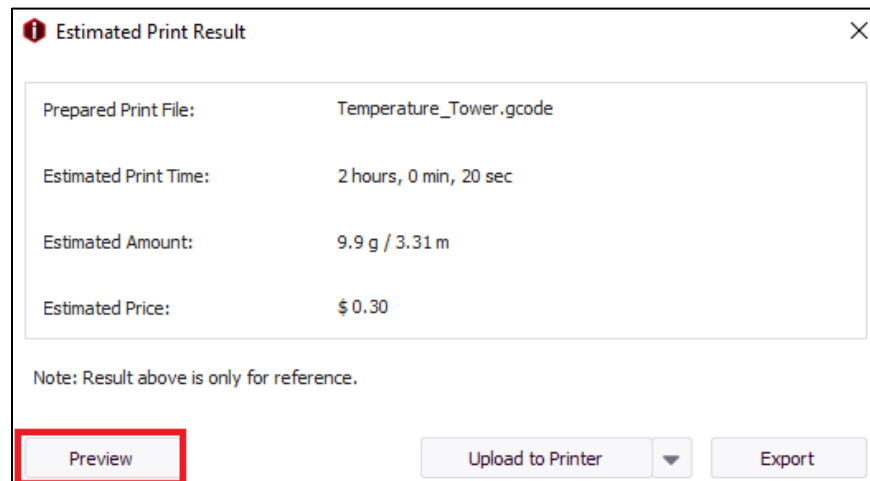 Estimated Print Result
Prepared Print File: Temperature_Tower.gcode
Estimated Print Time: 2 hours, 0 min, 20 sec
Estimated Amount: 9.9 g / 3.31 m
Estimated Price: $ 0.30
Note: Result above is only for reference.
Preview Upload to Printer Export